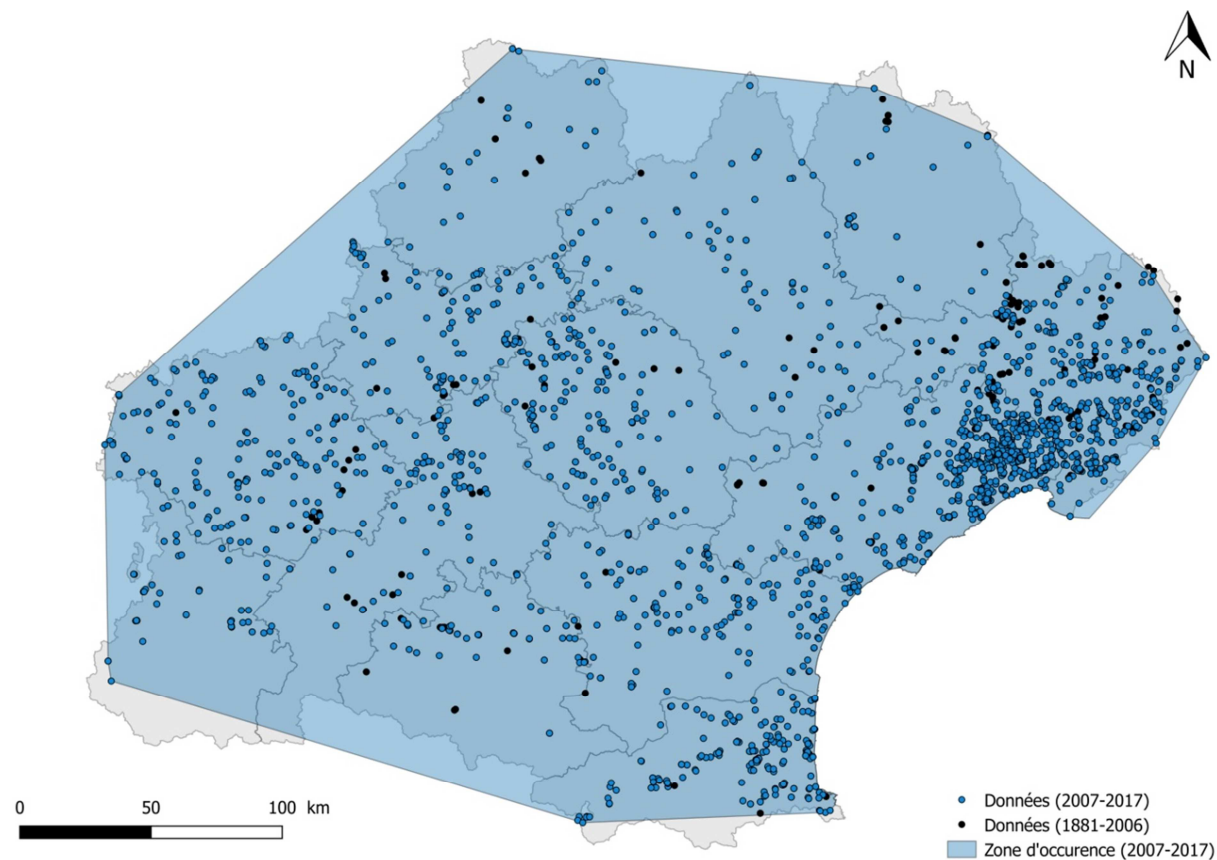 N
0 50 100 km
Données (2007-2017)
Données (1881-2006)
Zone d'occurence (2007-2017)